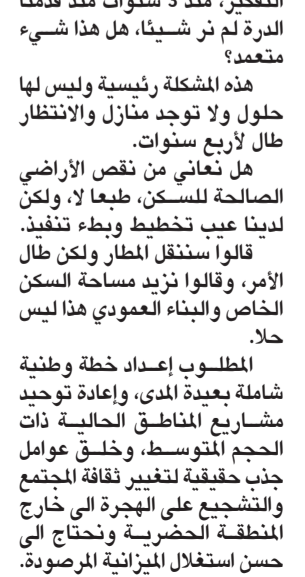 التفكير، منذ 3 سنوات منذ قدمنا
الدرة لم نر شيئا، هل هذا شيء
متعمد؟
هذه المشكلة رئيسية وليس لها
حلول ولا توجد منازل والانتظار
طال لأربع سنوات.
هل نعاني من نقص الأراضي
الصالحة للسكن، طبعا لا، ولكن
لدينا عيب تخطيط وبطء تنفيذ.
قالوا سننقل المطار ولكن طال
الأمر، وقالوا نزيد مساحة السكن
الخاص والبناء العمودي هذا ليس
حلا.
المطلوب إعداد خطة وطنية
شاملة بعيدة المدى، وإعادة توحيد
مشاريع المناطق الحالية ذات
الحجم المتوسط، وخلق عوامل
جذب حقيقية لتغيير ثقافة المجتمع
والتشجيع على الهجرة الى خارج
المنطقة الحضرية ونحتاج الى
حسن استغلال الميزانية المرصودة.